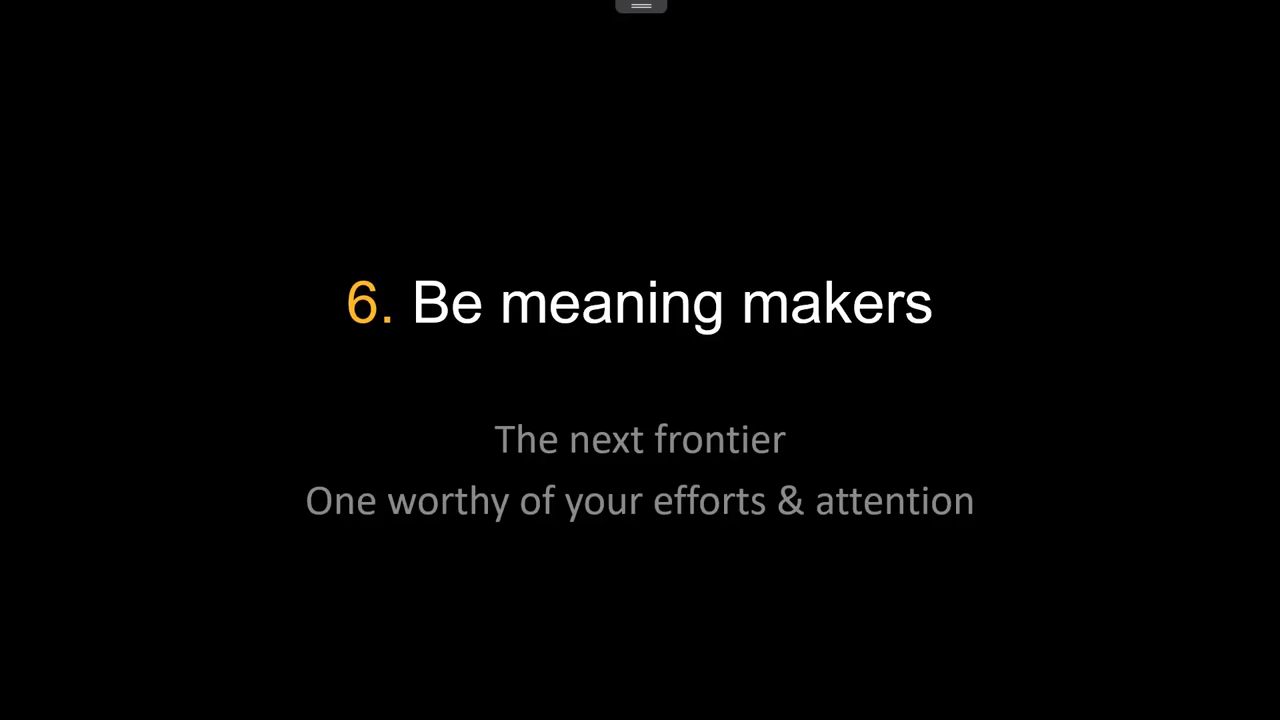 6. Be meaning makers
The next frontier
One worthy of your efforts & attention